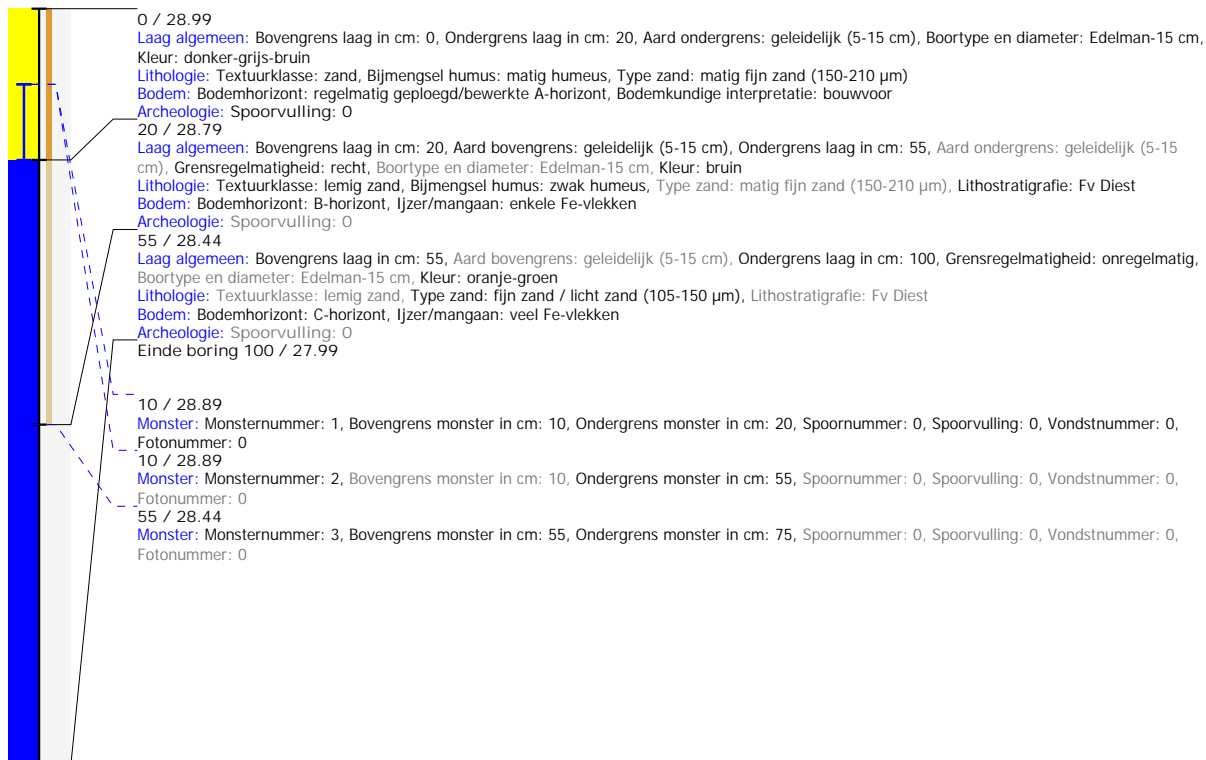 0 / 28.99
Laag algemeen: Bovengrens laag in cm: 0, Ondergrens laag in cm: 20, Aard ondergrens: geleidelijk (5-15 cm), Boortype en diameter: Edelman-15 cm,
Kleur: donker-grijs-bruin
Lithologie: Textuurklasse: zand, Bijmengsel humus: matig humeus, Type zand: matig fijn zand (150-210 µm)
Bodem: Bodemhorizont: regelmatig geploegd/bewerkte A-horizont, Bodemkundige interpretatie: bouwvoor
Archeologie: Spoorvulling: 0
20 / 28.79
Laag algemeen: Bovengrens laag in cm: 20, Aard bovengrens: geleidelijk (5-15 cm), Ondergrens laag in cm: 55, Aard ondergrens: geleidelijk (5-15
cm), Grensregelmatigheid: recht, Boortype en diameter: Edelman-15 cm, Kleur: bruin
Lithologie: Textuurklasse: lemig zand, Bijmengsel humus: zwak humeus, Type zand: matig fijn zand (150-210 µm), Lithostratigrafie: Fv Diest
Bodem: Bodemhorizont: B-horizont, Ijzer/mangaan: enkele Fe-vlekken
Archeologie: Spoorvulling: 0
55 / 28.44
Laag algemeen: Bovengrens laag in cm: 55, Aard bovengrens: geleidelijk (5-15 cm), Ondergrens laag in cm: 100, Grensregelmatigheid: onregelmatig,
Boortype en diameter: Edelman-15 cm, Kleur: oranje-groen
Lithologie: Textuurklasse: lemig zand, Type zand: fijn zand / licht zand (105-150 µm), Lithostratigrafie: Fv Diest
Bodem: Bodemhorizont: C-horizont, Ijzer/mangaan: veel Fe-vlekken
Archeologie: Spoorvulling: 0
Einde boring 100 / 27.99
10 / 28.89
Monster: Monsternummer: 1, Bovengrens monster in cm: 10, Ondergrens monster in cm: 20, Spoornummer: 0, Spoorvulling: 0, Vondstnummer: 0,
Fotonummer: 0
10 / 28.89
Monster: Monsternummer: 2, Bovengrens monster in cm: 10, Ondergrens monster in cm: 55, Spoornummer: 0, Spoorvulling: 0, Vondstnummer: 0,
Fotonummer: 0
55 / 28.44
Monster: Monsternummer: 3, Bovengrens monster in cm: 55, Ondergrens monster in cm: 75, Spoornummer: 0, Spoorvulling: 0, Vondstnummer: 0,
Fotonummer: 0